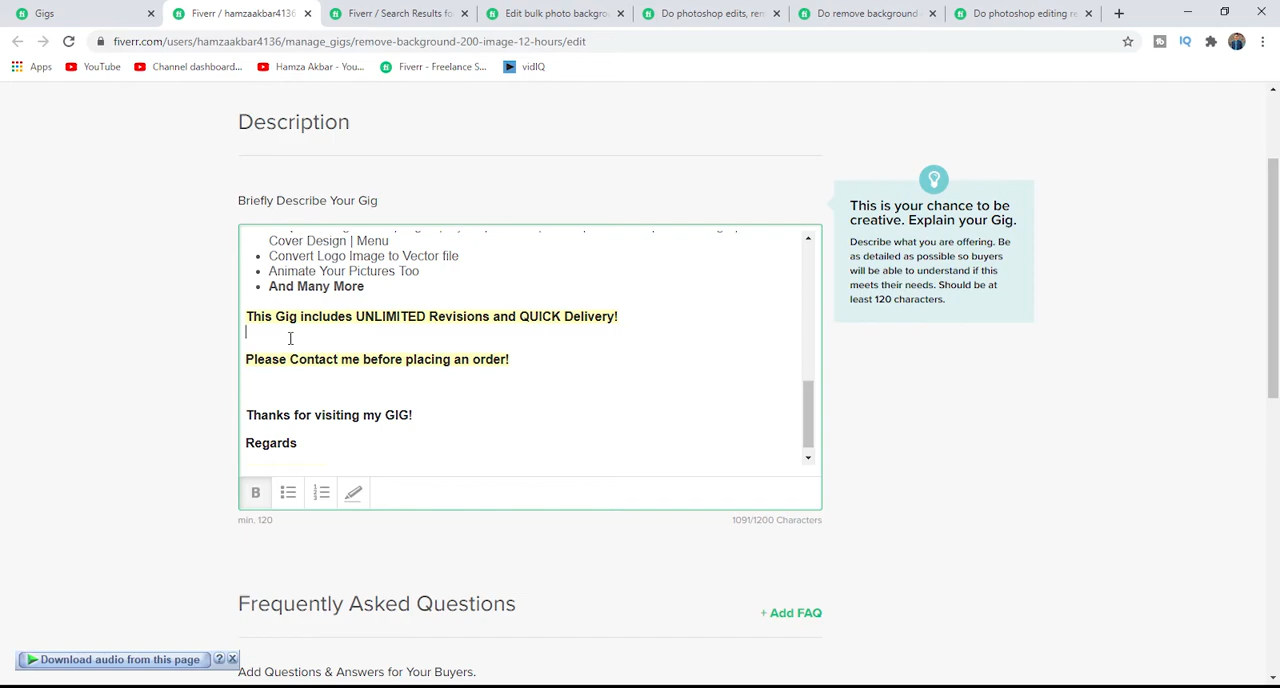 Gigs
Fiverr / hamzaakbar4136
Fiverr / Search Results fo
Edit bulk photo backgro
Do photoshop edits, rem
Do remove background
Do photoshop editing re
fiverr.com/users/hamzaakbar4136/manage_gigs/remove-background-200-image-12-hours/edit
Apps
YouTube
Channel dashboard...
Hamza Akbar - You...
Fiverr - Freelance S...
vidIQ
Description
Briefly Describe Your Gig
Cover Design | Menu
Convert Logo Image to Vector file
Animate Your Pictures Too
And Many More
This Gig includes UNLIMITED Revisions and QUICK Delivery!
Please Contact me before placing an order!
Thanks for visiting my GIG!
Regards
B
min. 120
1091/1200 Characters
This is your chance to be
creative. Explain your Gig.
Describe what you are offering. Be
as detailed as possible so buyers
will be able to understand if this
meets their needs. Should be at
least 120 characters.
Frequently Asked Questions
+ Add FAQ
Download audio from this page
Add Questions & Answers for Your Buyers.